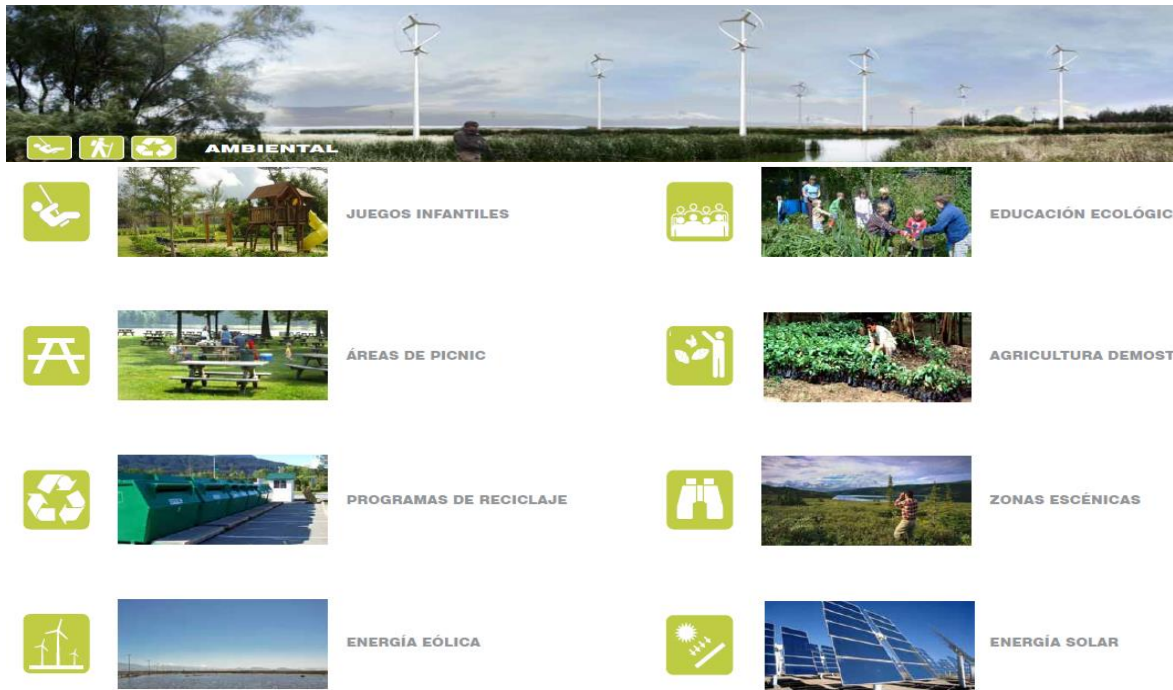 AMBIENTAL
JUEGOS INFANTILES
EDUCACIÓN ECOLÓGIC
ÁREAS DE PICNIC
AGRICULTURA DEMOST
PROGRAMAS DE RECICLAJE
ZONAS ESCÉNICAS
ENERGÍA EÓLICA
ENERGÍA SOLAR